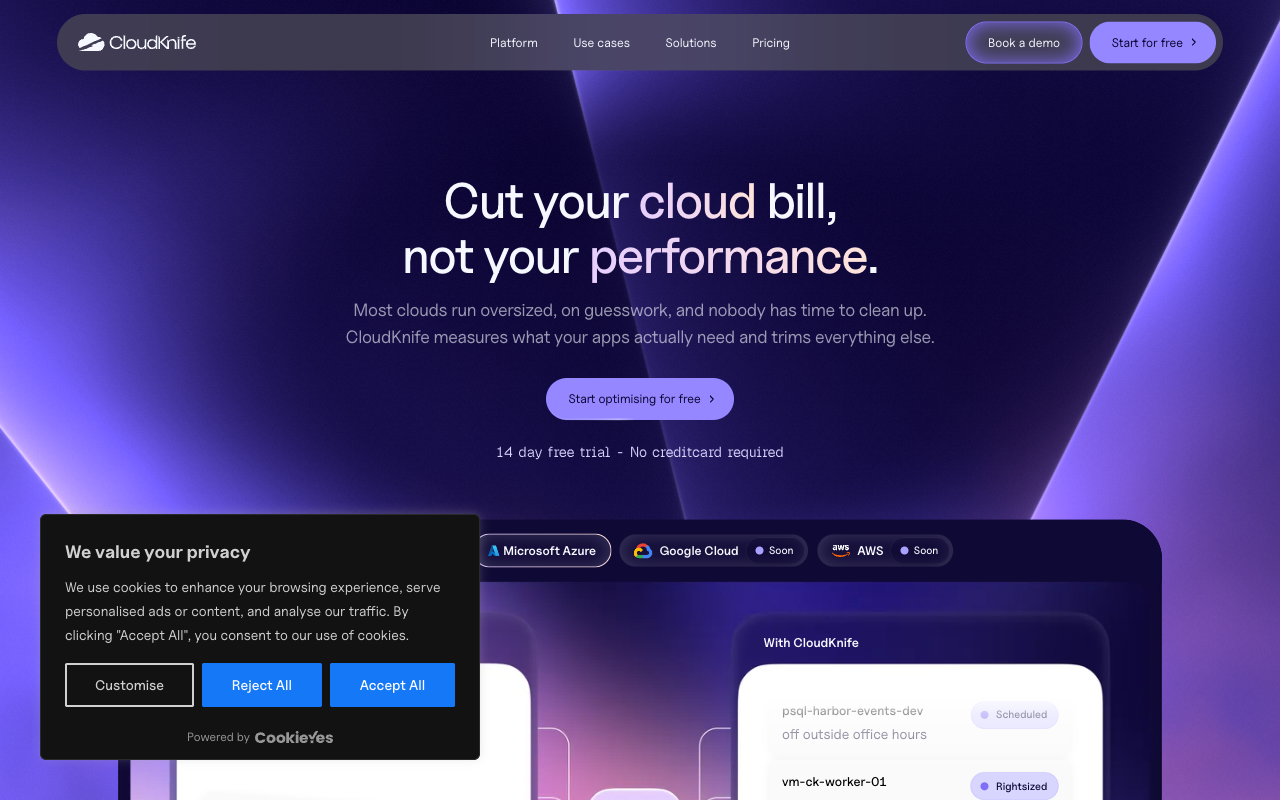 CloudKnife
Platform
Use cases
Solutions
Pricing
Book a demo
Start for free
Cut your cloud bill,
not your performance.
Most clouds run oversized, on guesswork, and nobody has time to clean up.
CloudKnife measures what your apps actually need and trims everything else.
Start optimising for free
14 day free trial - No creditcard required
Microsoft Azure
Google Cloud
Soon
aws
AWS
Soon
With CloudKnife
psql-harbor-events-dev
off outside office hours
Scheduled
vm-ck-worker-01
Rightsized
We value your privacy
We use cookies to enhance your browsing experience, serve
personalised ads or content, and analyse our traffic. By
clicking "Accept All", you consent to our use of cookies.
Customise
Reject All
Accept All
Powered by CookieYes